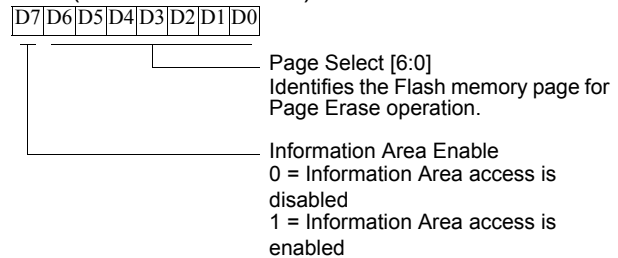 D7 D6 D5 D4 D3 D2 D1 D0
Page Select [6:0]
Identifies the Flash memory page for
Page Erase operation.
Information Area Enable
0 = Information Area access is
disabled
1 = Information Area access is
enabled